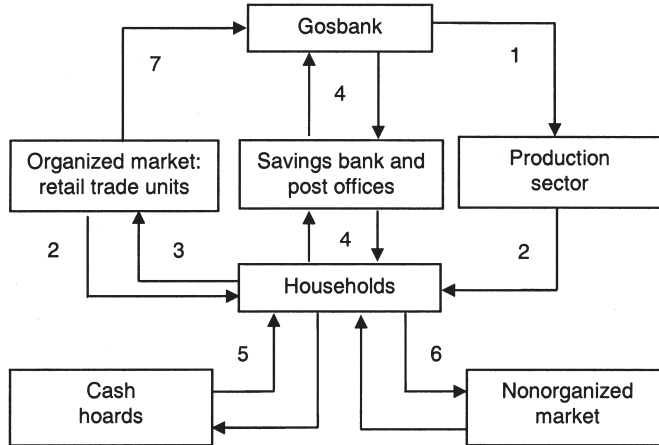 Gosbank
7
4
1
Organized market:
retail trade units
Savings bank and
post offices
Production
sector
2
3
4
2
Households
5
6
Cash
hoards
Nonorganized
market